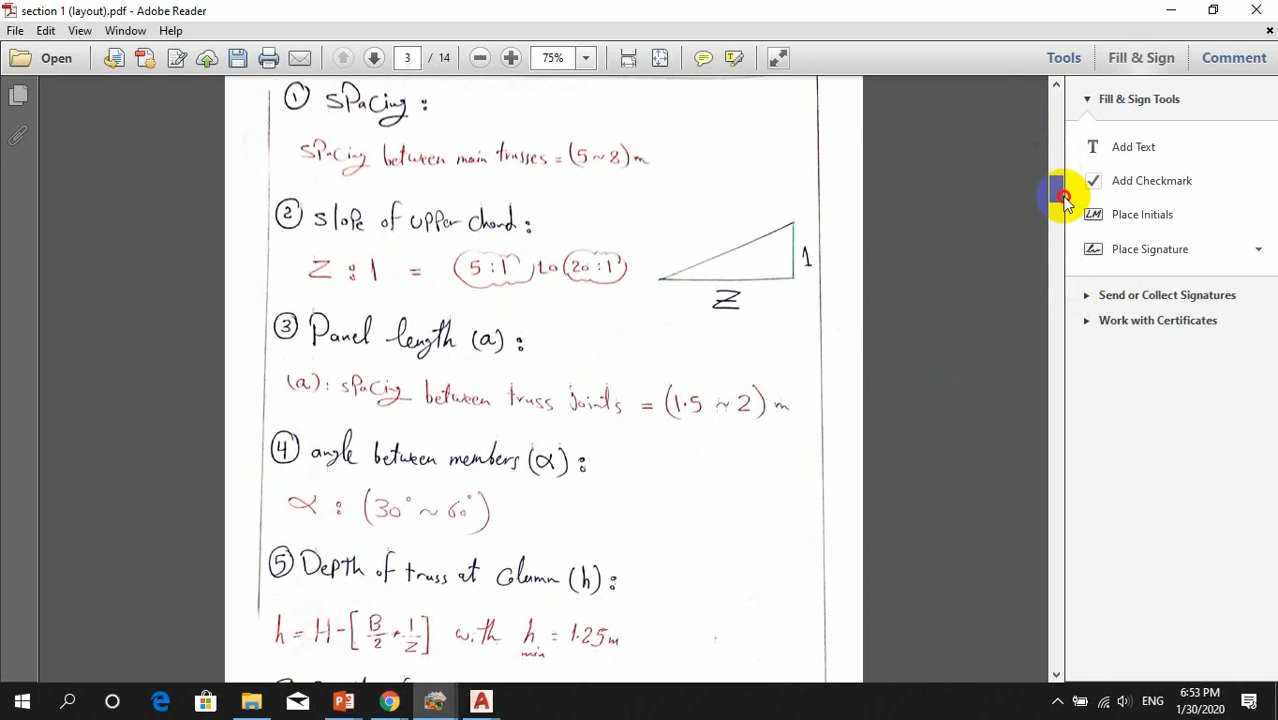 section 1 (layout).pdf - Adobe Reader
File Edit View Window Help
Open 3 / 14 75% Tools Fill & Sign Comment
① Spacing :
Spacing between main trusses = (5 ~ 8) m
② Slope of upper chord :
Z : 1 = (5 : 1) to (20 : 1)
1
Z
③ Panel length (a) :
(a) : spacing between truss joints = (1.5 ~ 2) m
④ angle between members (α) :
α : (30° ~ 60°)
⑤ Depth of truss at column (h) :
h = H - [B/2 * 1/Z] with h min = 1.25 m
Fill & Sign Tools
T Add Text
Add Checkmark
LM Place Initials
Place Signature
Send or Collect Signatures
Work with Certificates
ENG 6:53 PM
1/30/2020